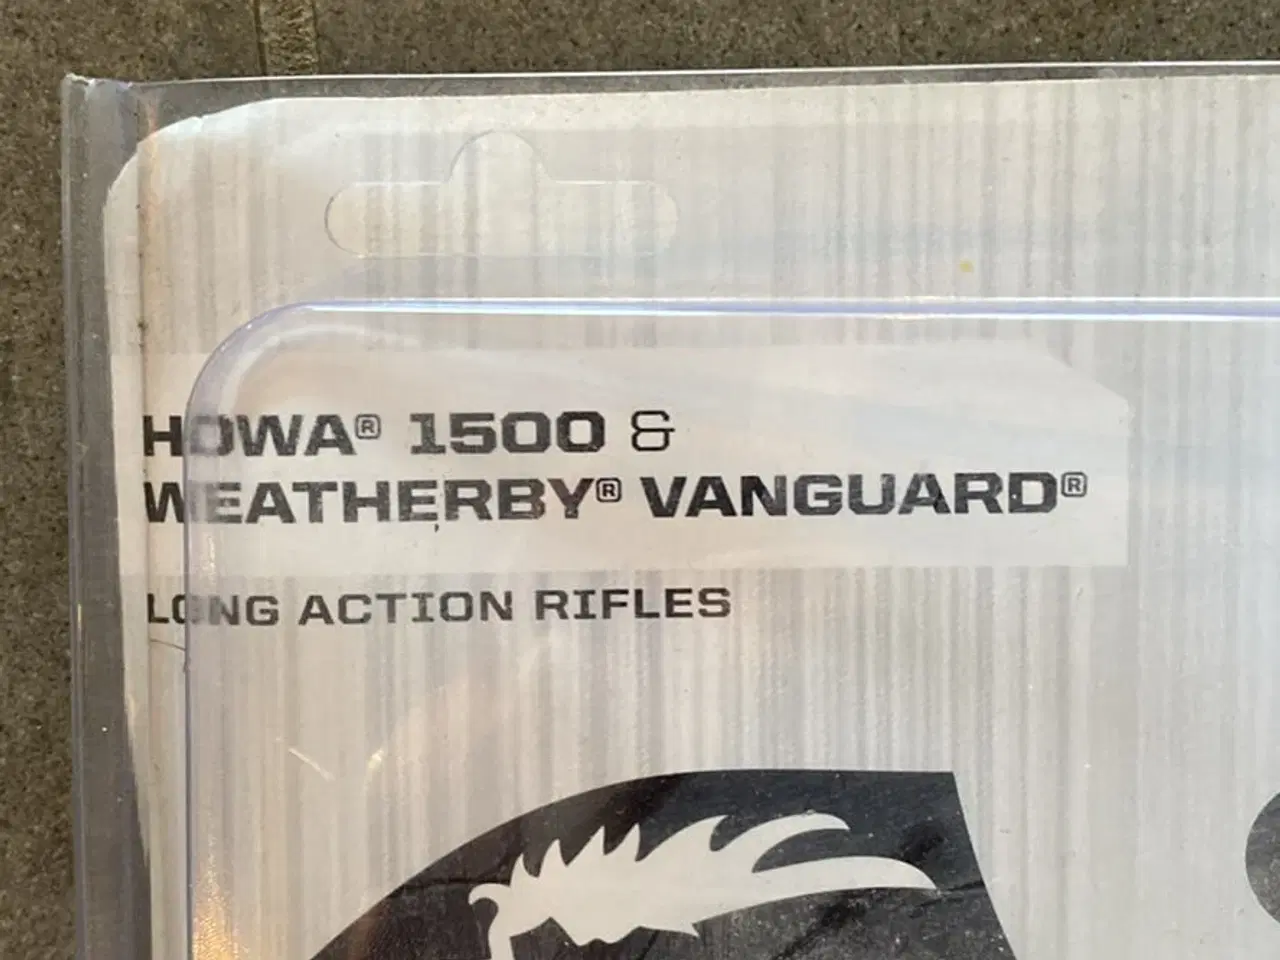 HOWA® 1500 &
WEATHERBY® VANGUARD®
LONG ACTION RIFLES